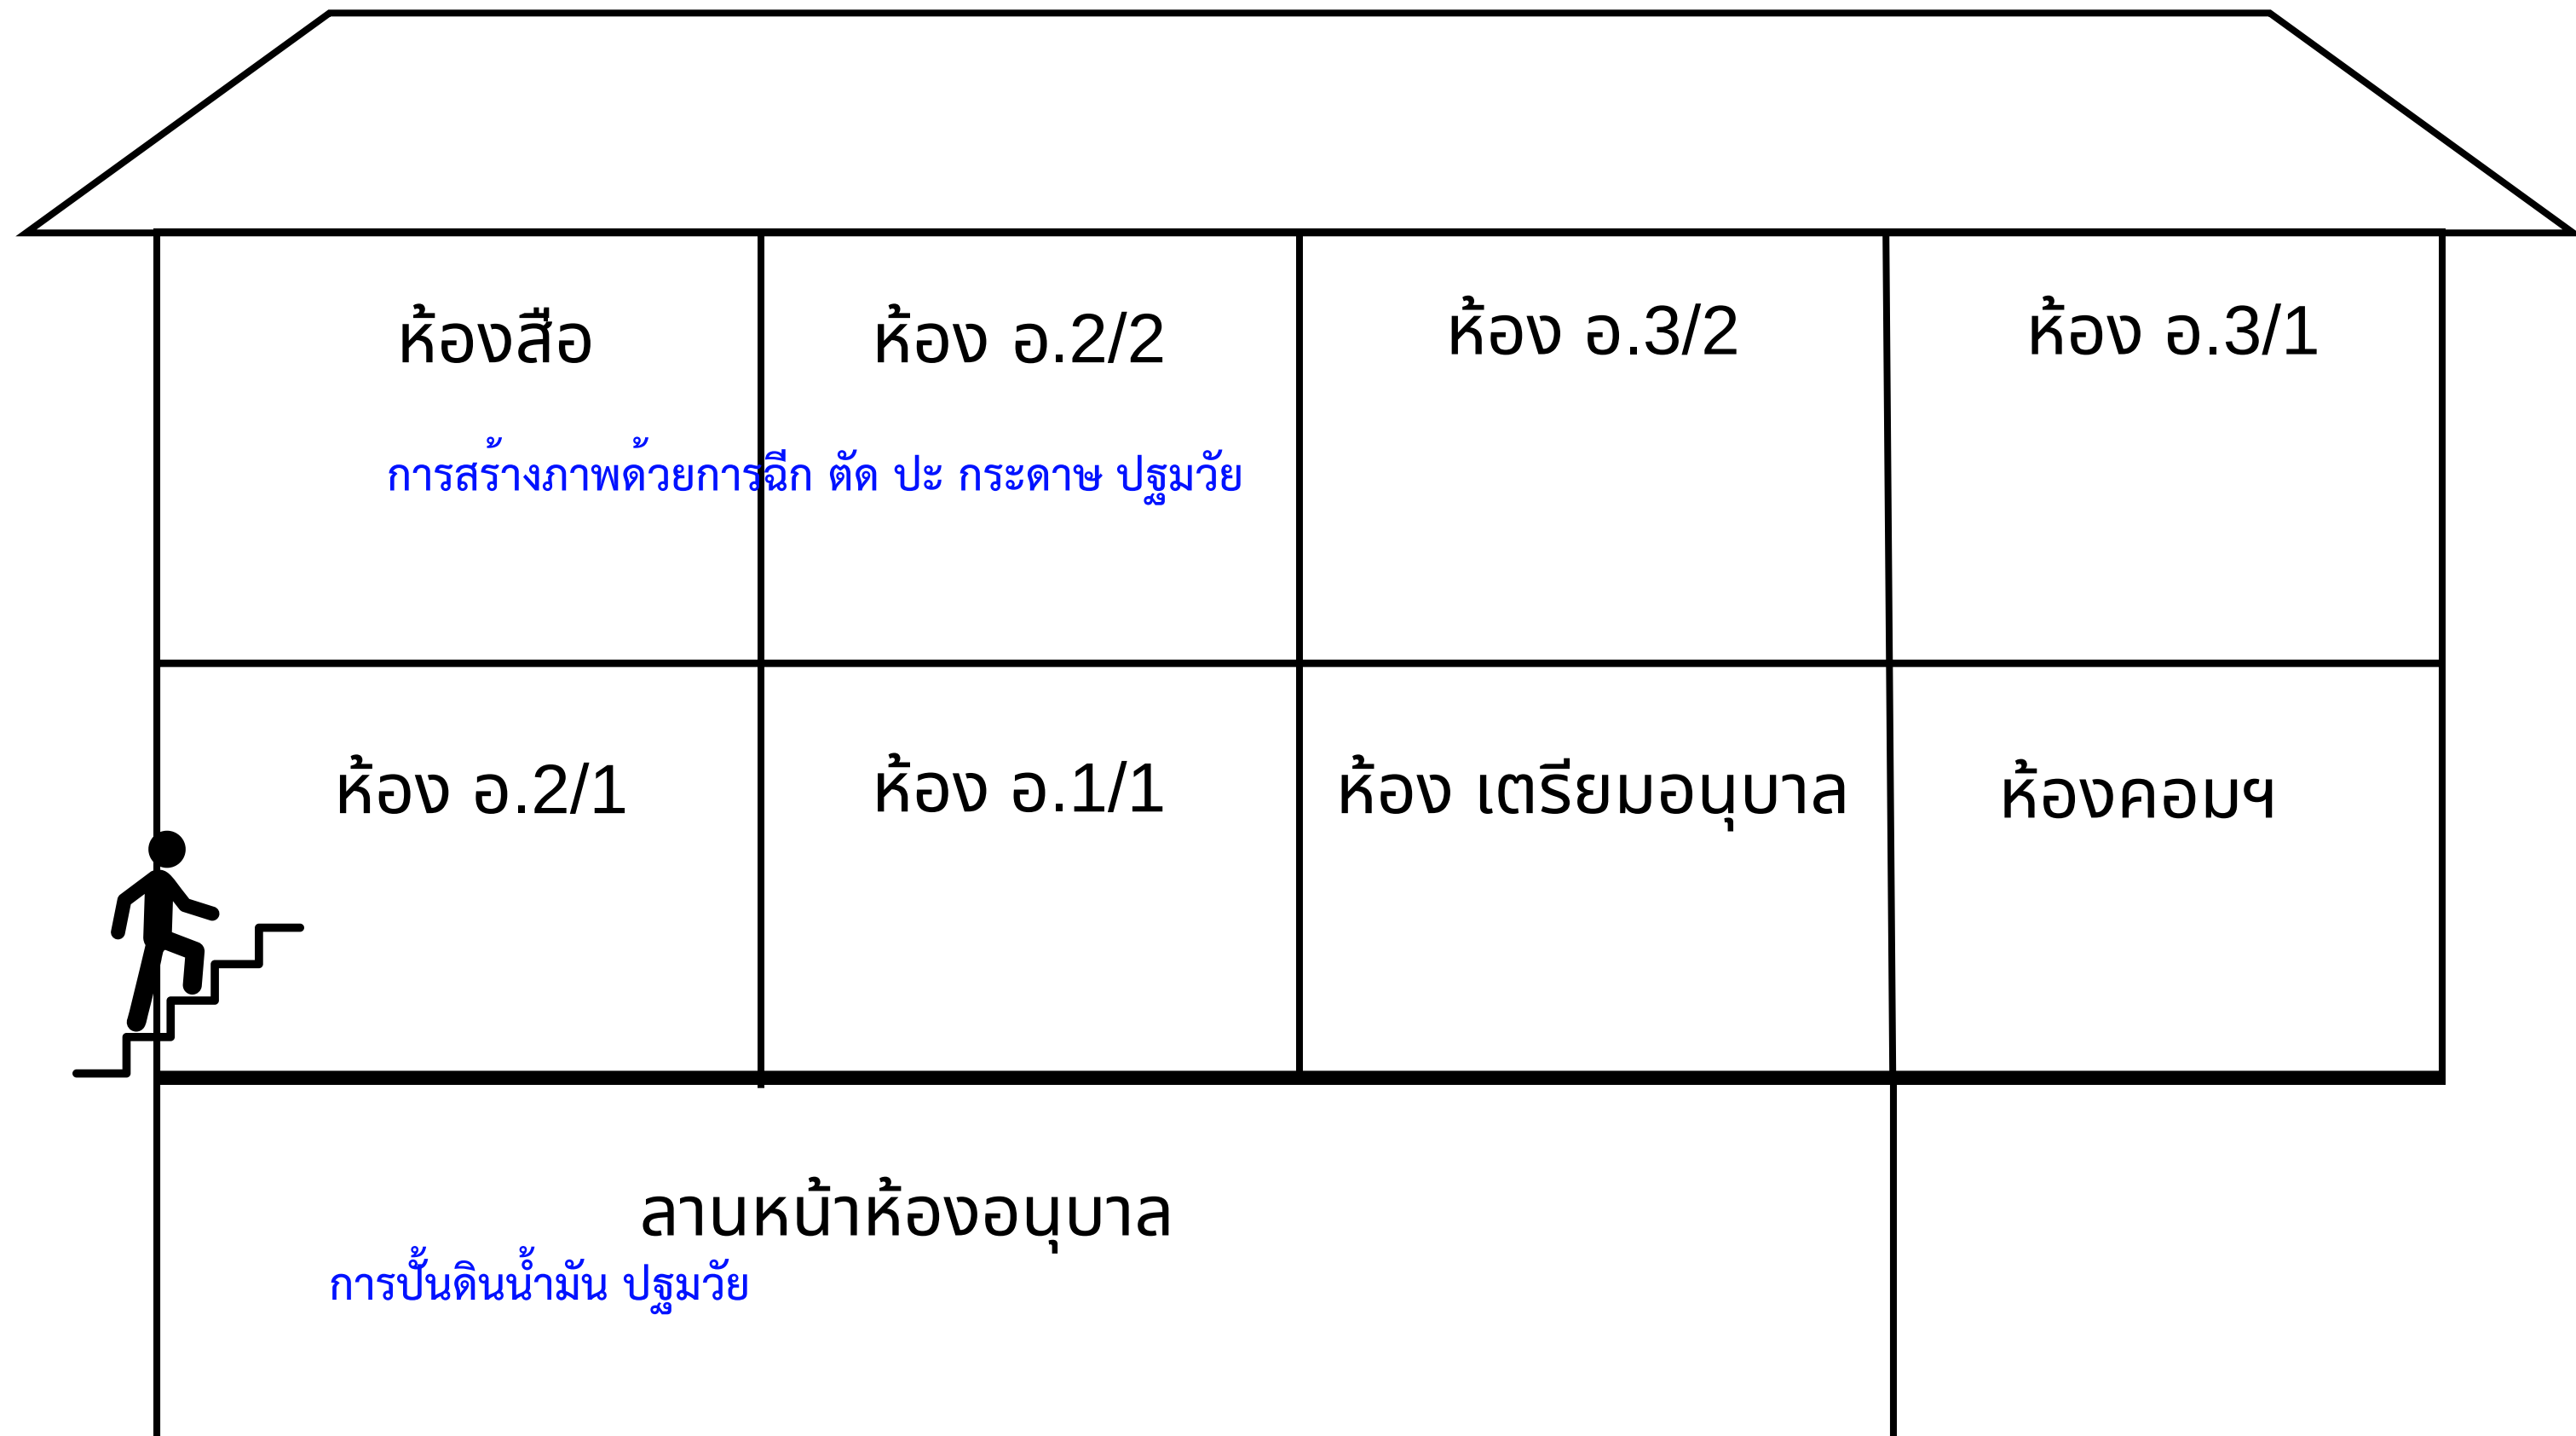 ห้องสื่อ
ห้อง อ.2/2
ห้อง อ.3/2
ห้อง อ.3/1
การสร้างภาพด้วยการฉีก ตัด ปะ กระดาษ ปฐมวัย
ห้อง อ.2/1
ห้อง อ.1/1
ห้อง เตรียมอนุบาล
ห้องคอมฯ
ลานหน้าห้องอนุบาล
การปั้นดินน้ำมัน ปฐมวัย